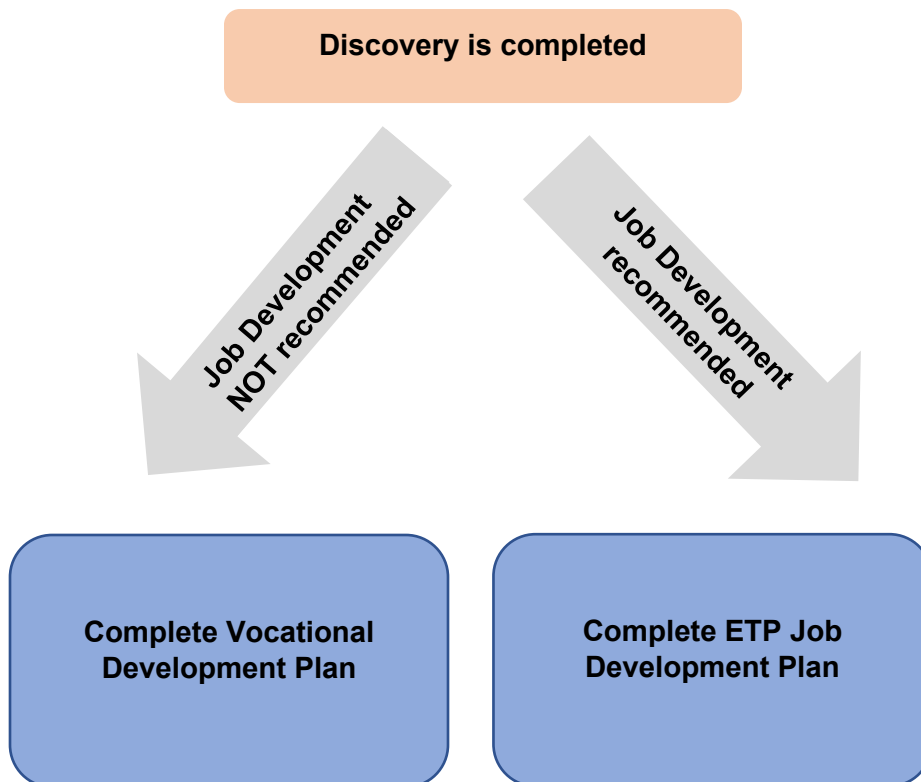 Discovery is completed
Job Development
NOT recommended
Job Development
recommended
Complete Vocational
Development Plan
Complete ETP Job
Development Plan